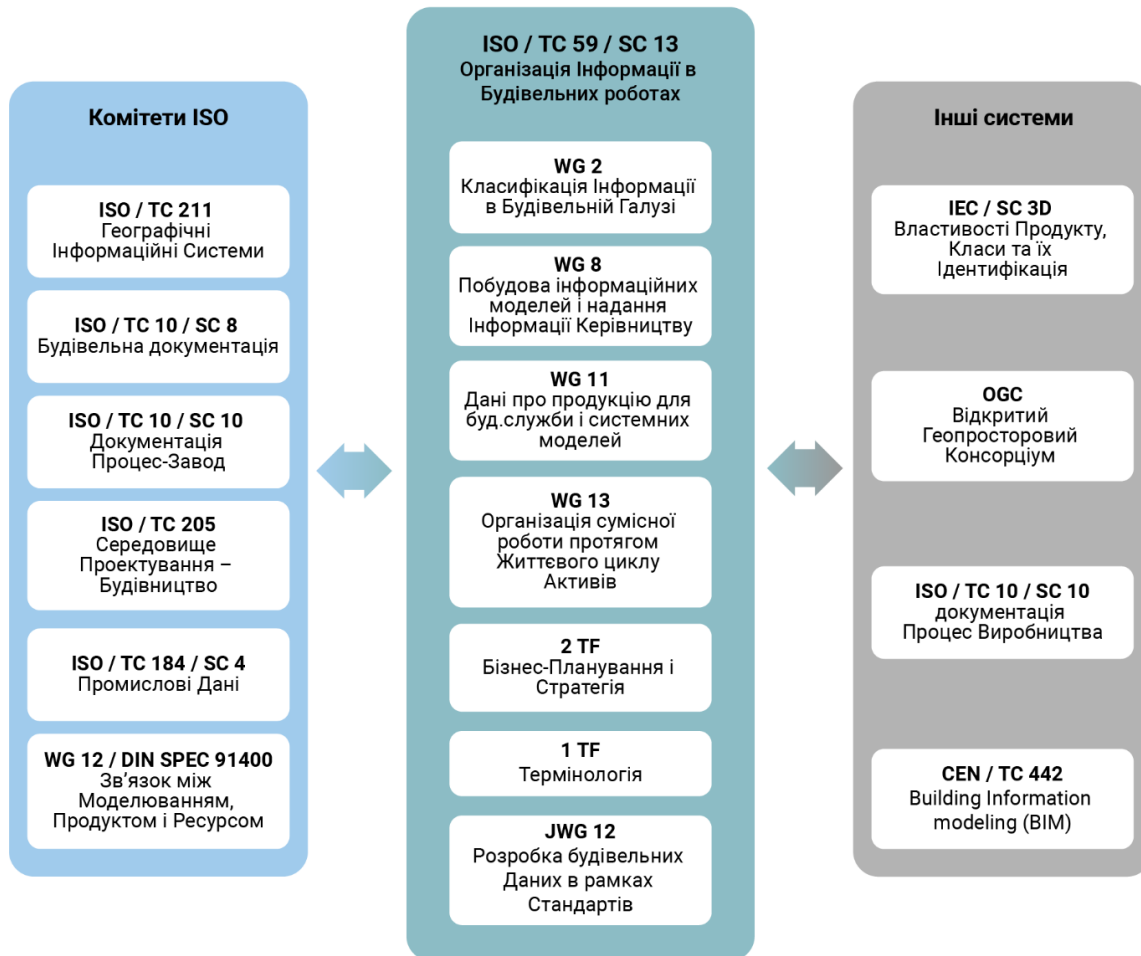 Комітети ISO
ISO / TC 211
Географічні
Інформаційні Системи
ISO / TC 10 / SC 8
Будівельна документація
ISO / TC 10 / SC 10
Документація
Процес-Завод
ISO / TC 205
Середовище
Проектування –
Будівництво
ISO / TC 184 / SC 4
Промислові Дані
WG 12 / DIN SPEC 91400
Зв’язок між
Моделюванням,
Продуктом і Ресурсом
ISO / TC 59 / SC 13
Організація Інформації в
Будівельних роботах
WG 2
Класифікація Інформації
в Будівельній Галузі
WG 8
Побудова інформаційних
моделей і надання
Інформації Керівництву
WG 11
Дані про продукцію для
буд.служби і системних
моделей
WG 13
Організація сумісної
роботи протягом
Життєвого циклу
Активів
2 TF
Бізнес-Планування і
Стратегія
1 TF
Термінологія
JWG 12
Розробка будівельних
Даних в рамках
Стандартів
Інші системи
IEC / SC 3D
Властивості Продукту,
Класи та їх
Ідентифікація
OGC
Відкритий
Геопросторовий
Консорціум
ISO / TC 10 / SC 10
документація
Процес Виробництва
CEN / TC 442
Building Information
modeling (BIM)